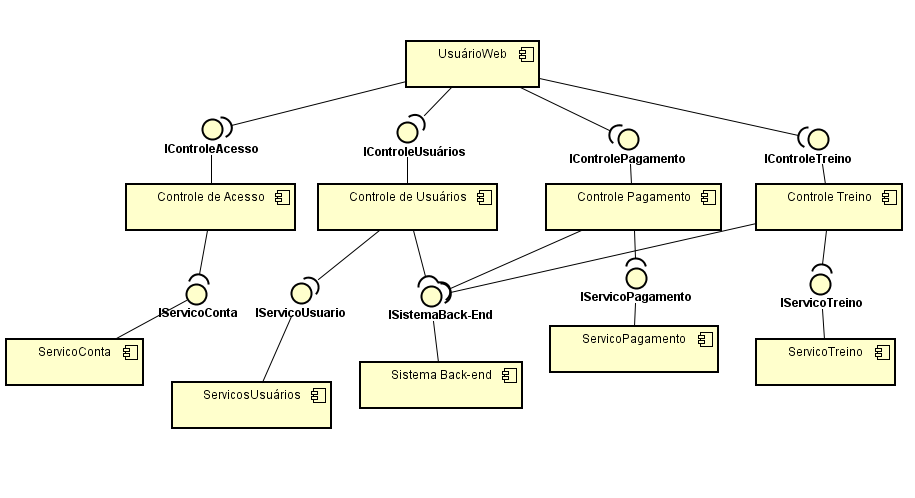 UsuárioWeb
IControleAcesso
IControleUsuários
IControlePagamento
IControleTreino
Controle de Acesso
Controle de Usuários
Controle Pagamento
Controle Treino
IServicoConta
IServicoUsuario
ISistemaBack-End
IServicoPagamento
IServicoTreino
ServicoConta
ServicosUsuários
Sistema Back-end
ServicoPagamento
ServicoTreino